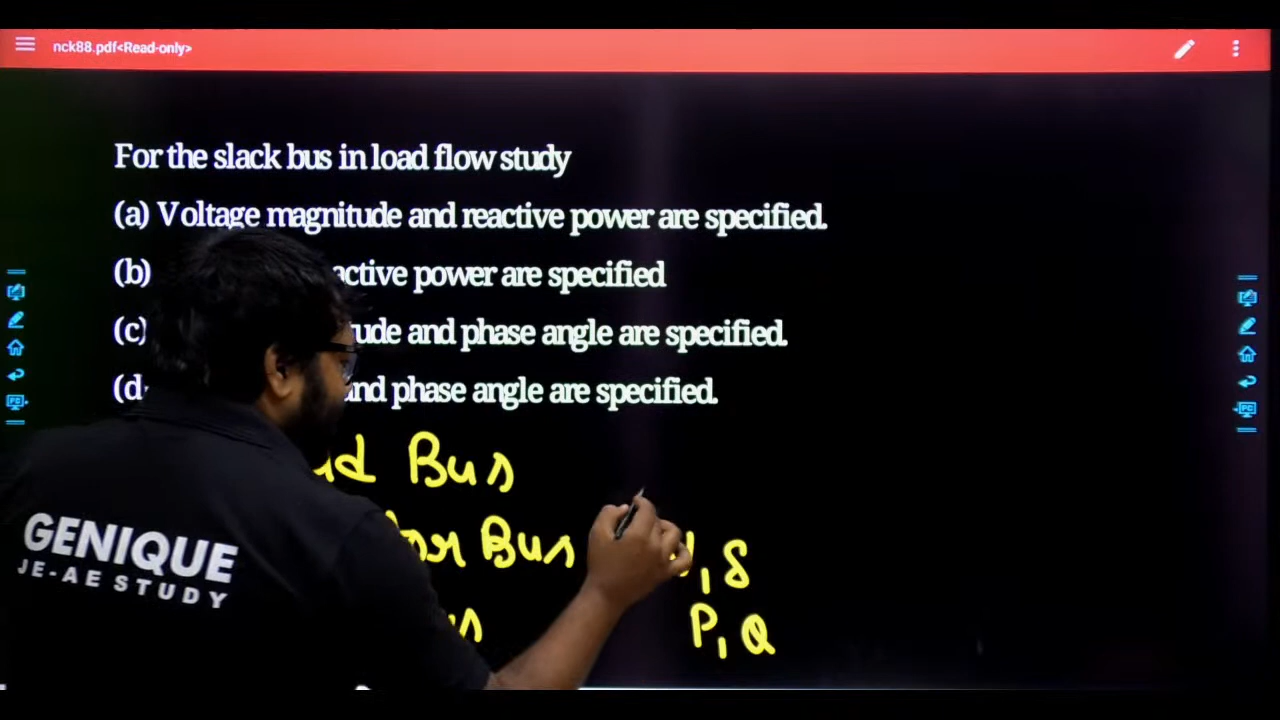 nck88.pdf<Read-only>
For the slack bus in load flow study
(a) Voltage magnitude and reactive power are specified.
(b) active power are specified
(c) and phase angle are specified.
(d and phase angle are specified.
Bus
Bus , δ
P, Q
GENIQUE
JE-AE STUDY